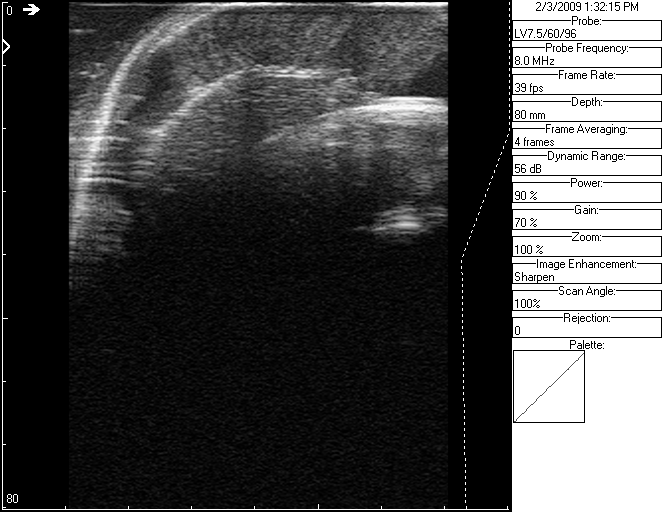 0
80
2/3/2009 1:32:15 PM
Probe:
LV7.5/60/96
Probe Frequency:
8.0 MHz
Frame Rate:
39 fps
Depth:
80 mm
Frame Averaging:
4 frames
Dynamic Range:
56 dB
Power:
90 %
Gain:
70 %
Zoom:
100 %
Image Enhancement:
Sharpen
Scan Angle:
100%
Rejection:
0
Palette: